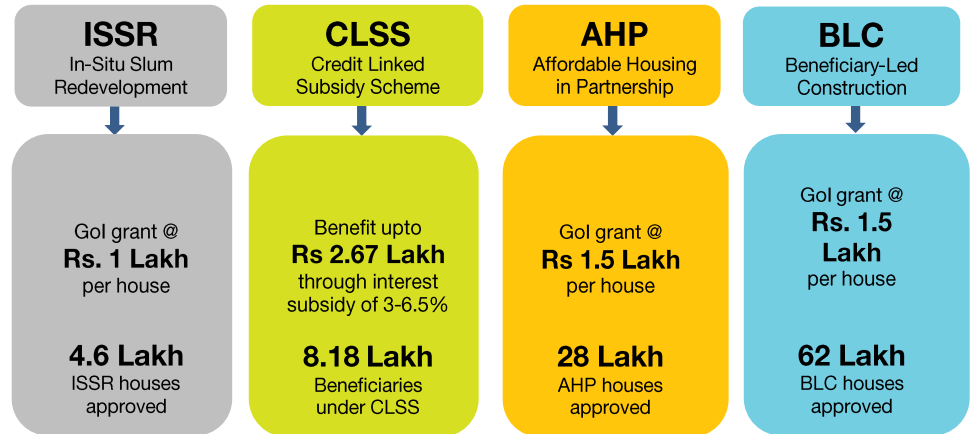 ISSR
In-Situ Slum
Redevelopment
GoI grant @
Rs. 1 Lakh
per house
4.6 Lakh
ISSR houses
approved
CLSS
Credit Linked
Subsidy Scheme
Benefit upto
Rs 2.67 Lakh
through interest
subsidy of 3-6.5%
8.18 Lakh
Beneficiaries
under CLSS
AHP
Affordable Housing
in Partnership
GoI grant @
Rs 1.5 Lakh
per house
28 Lakh
AHP houses
approved
BLC
Beneficiary-Led
Construction
GoI grant @
Rs. 1.5
Lakh
per house
62 Lakh
BLC houses
approved